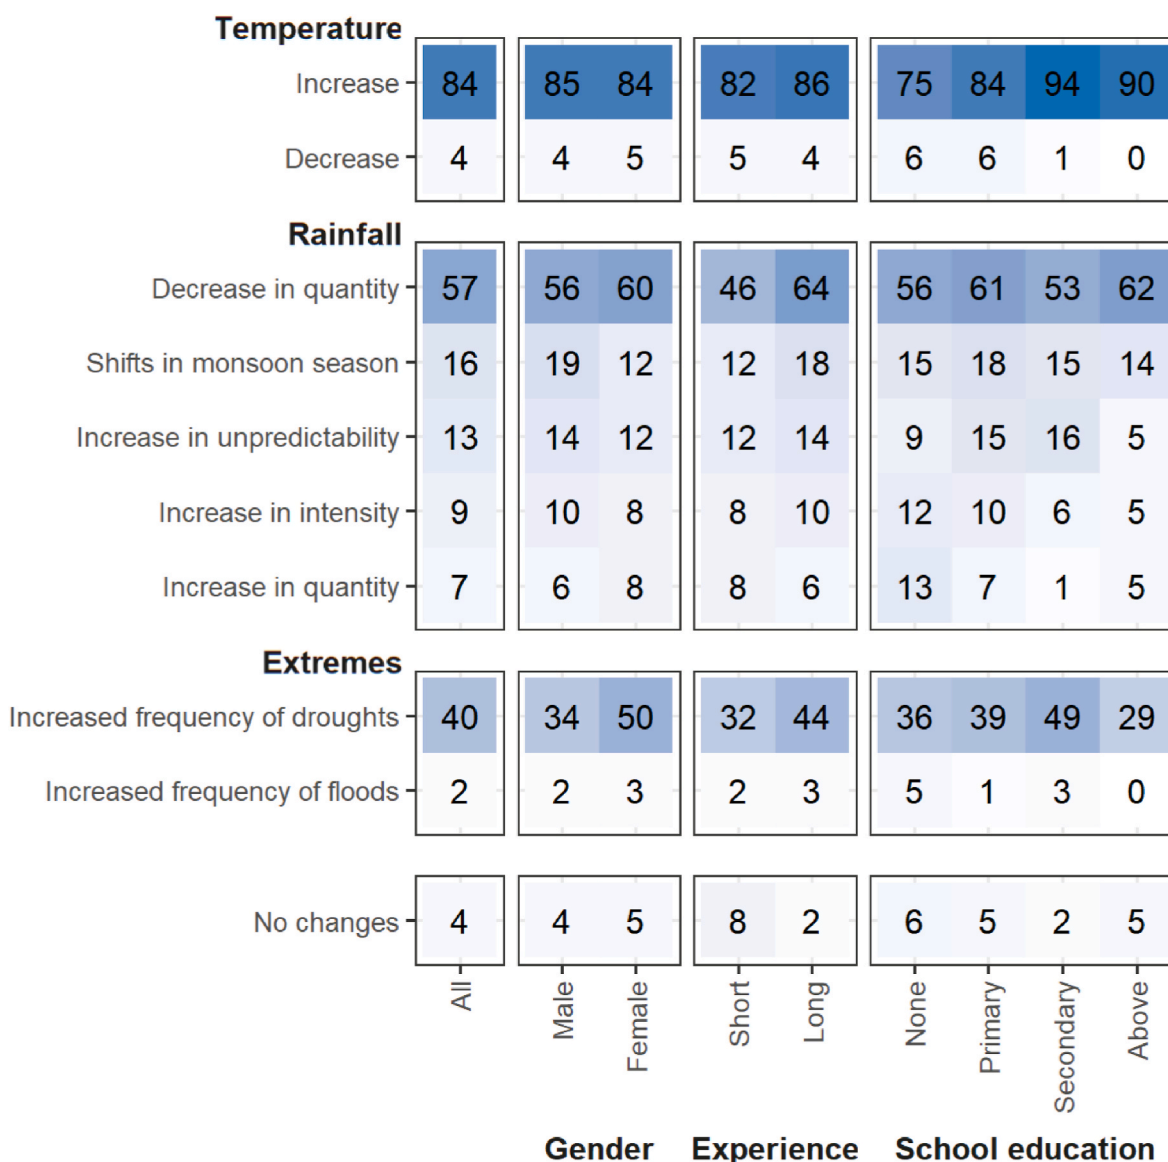 Temperature
Increase 84 85 84 82 86 75 84 94 90
Decrease 4 4 5 5 4 6 6 1 0
Rainfall
Decrease in quantity 57 56 60 46 64 56 61 53 62
Shifts in monsoon season 16 19 12 12 18 15 18 15 14
Increase in unpredictability 13 14 12 12 14 9 15 16 5
Increase in intensity 9 10 8 8 10 12 10 6 5
Increase in quantity 7 6 8 8 6 13 7 1 5
Extremes
Increased frequency of droughts 40 34 50 32 44 36 39 49 29
Increased frequency of floods 2 2 3 2 3 5 1 3 0
No changes 4 4 5 8 2 6 5 2 5
All Male Female Short Long None Primary Secondary Above
Gender Experience School education